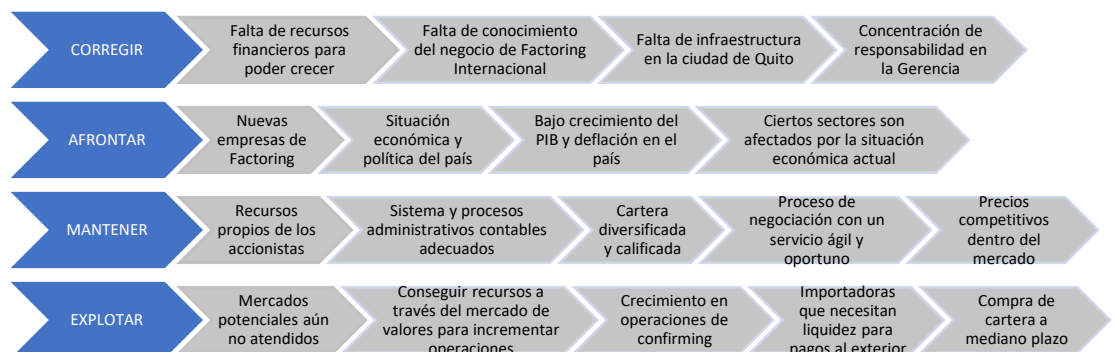 CORREGIR
Falta de recursos
financieros para
poder crecer
Falta de conocimiento
del negocio de Factoring
Internacional
Falta de infraestructura
en la ciudad de Quito
Concentración de
responsabilidad en
la Gerencia
AFRONTAR
Nuevas
empresas de
Factoring
Situación
económica y
política del país
Bajo crecimiento del
PIB y deflación en el
país
Ciertos sectores son
afectados por la situación
económica actual
MANTENER
Recursos
propios de los
accionistas
Sistema y procesos
administrativos contables
adecuados
Cartera
diversificada
y calificada
Proceso de
negociación con un
servicio ágil y
oportuno
Precios
competitivos
dentro del
mercado
EXPLOTAR
Mercados
potenciales aún
no atendidos
Conseguir recursos a
través del mercado de
valores para incrementar
operaciones
Crecimiento en
operaciones de
confirming
Importadoras
que necesitan
liquidez para
pagos al exterior
Compra de
cartera a
mediano plazo